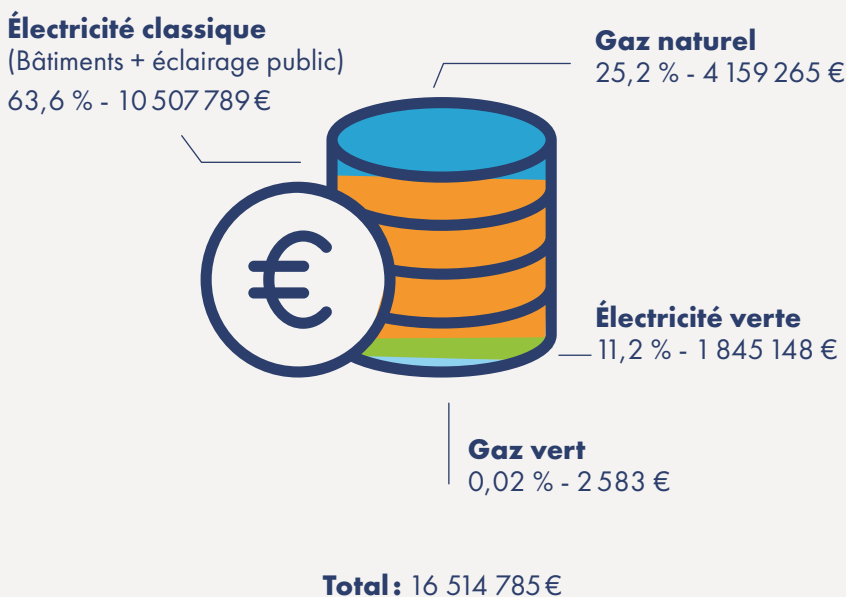 Électricité classique
(Bâtiments + éclairage public)
63,6 % - 10 507 789 €
Gaz naturel
25,2 % - 4 159 265 €
€
Électricité verte
11,2 % - 1 845 148 €
Gaz vert
0,02 % - 2 583 €
Total : 16 514 785 €